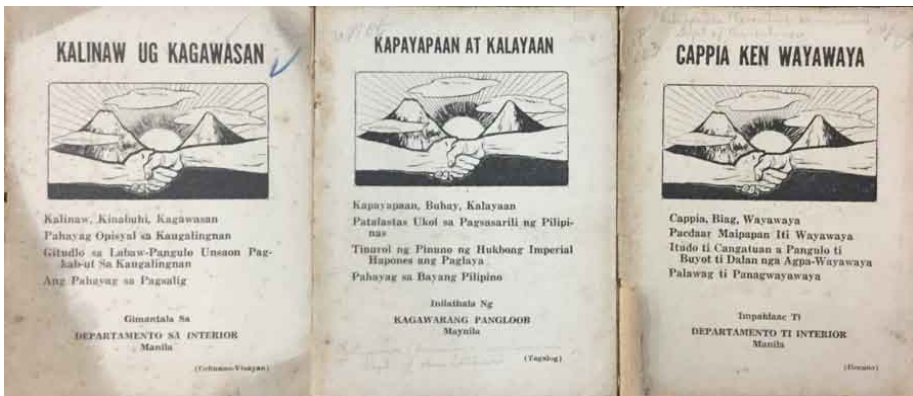 KALINAW UG KAGAWASAN
Kalinaw, Kinabuhi, Kagawasan
Pahayag Opisyal sa Kaugalingnan
Gitudlo sa Labaw-Pangulo Unsaon Pag-
kab-ut Sa Kaugalingnan
Ang Pahayag sa Pagsalig
Gimantala Sa
DEPARTAMENTO SA INTERIOR
Manila
(Cebuano-Visayan)
KAPAYAPAAN AT KALAYAAN
Kapayapaan, Buhay, Kalayaan
Patalastas Ukol sa Pagsasarili ng Pilipi-
nas
Tinurol ng Pinuno ng Hukbong Imperial
Hapones ang Paglaya
Pahayag sa Bayang Pilipino
Inilathala Ng
KAGAWARANG PANGLOOB
Maynila
(Tagalog)
CAPPIA KEN WAYAWAYA
Cappia, Biag, Wayawaya
Pacdaar Maipapan Iti Wayawaya
Itudo ti Cangatuan a Pangulo ti
Buyot ti Dalan nga Agpa-Wayawaya
Palawag ti Panagwayawaya
Impablaac Ti
DEPARTAMENTO TI INTERIOR
Manila
(Ilocano)